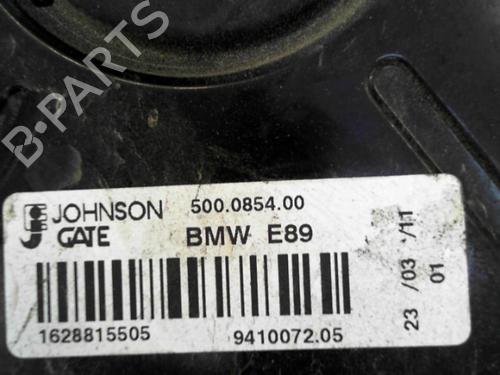 B-PARTS
JOHNSON 500.0854.00
GATE BMW E89
1628815505 9410072.05
23 /03 '/11
01